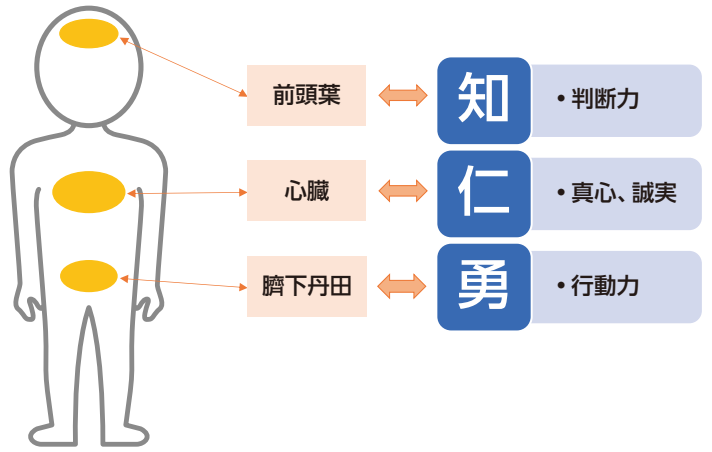 前頭葉
知
・判断力
心臓
仁
・真心、誠実
臍下丹田
勇
・行動力